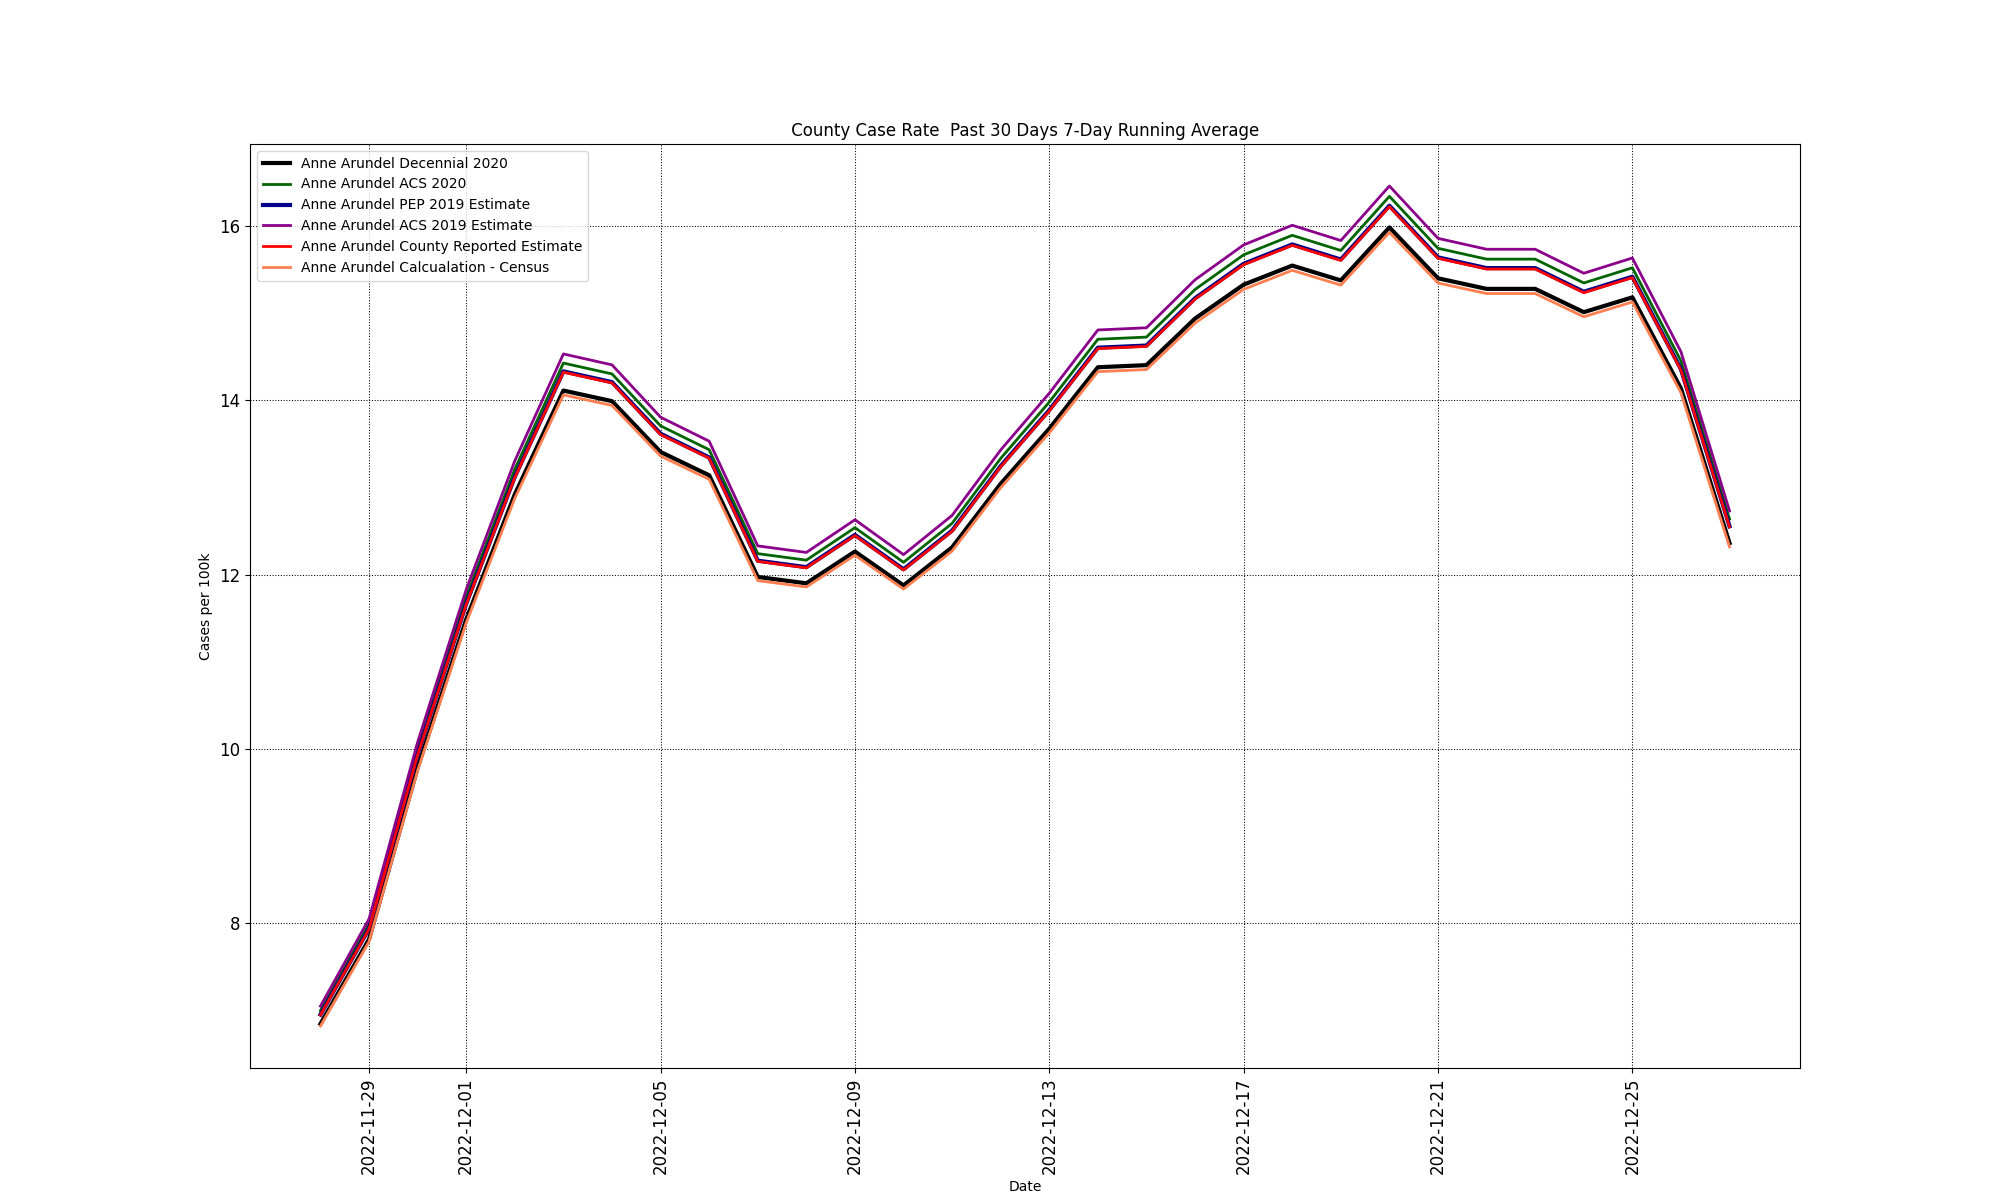 County Case Rate  Past 30 Days 7-Day Running Average
Anne Arundel Decennial 2020
Anne Arundel ACS 2020
Anne Arundel PEP 2019 Estimate
Anne Arundel ACS 2019 Estimate
Anne Arundel County Reported Estimate
Anne Arundel Calcualation - Census
16
14
12
10
8
Cases per 100k
2022-11-29
2022-12-01
2022-12-05
2022-12-09
2022-12-13
2022-12-17
2022-12-21
2022-12-25
Date